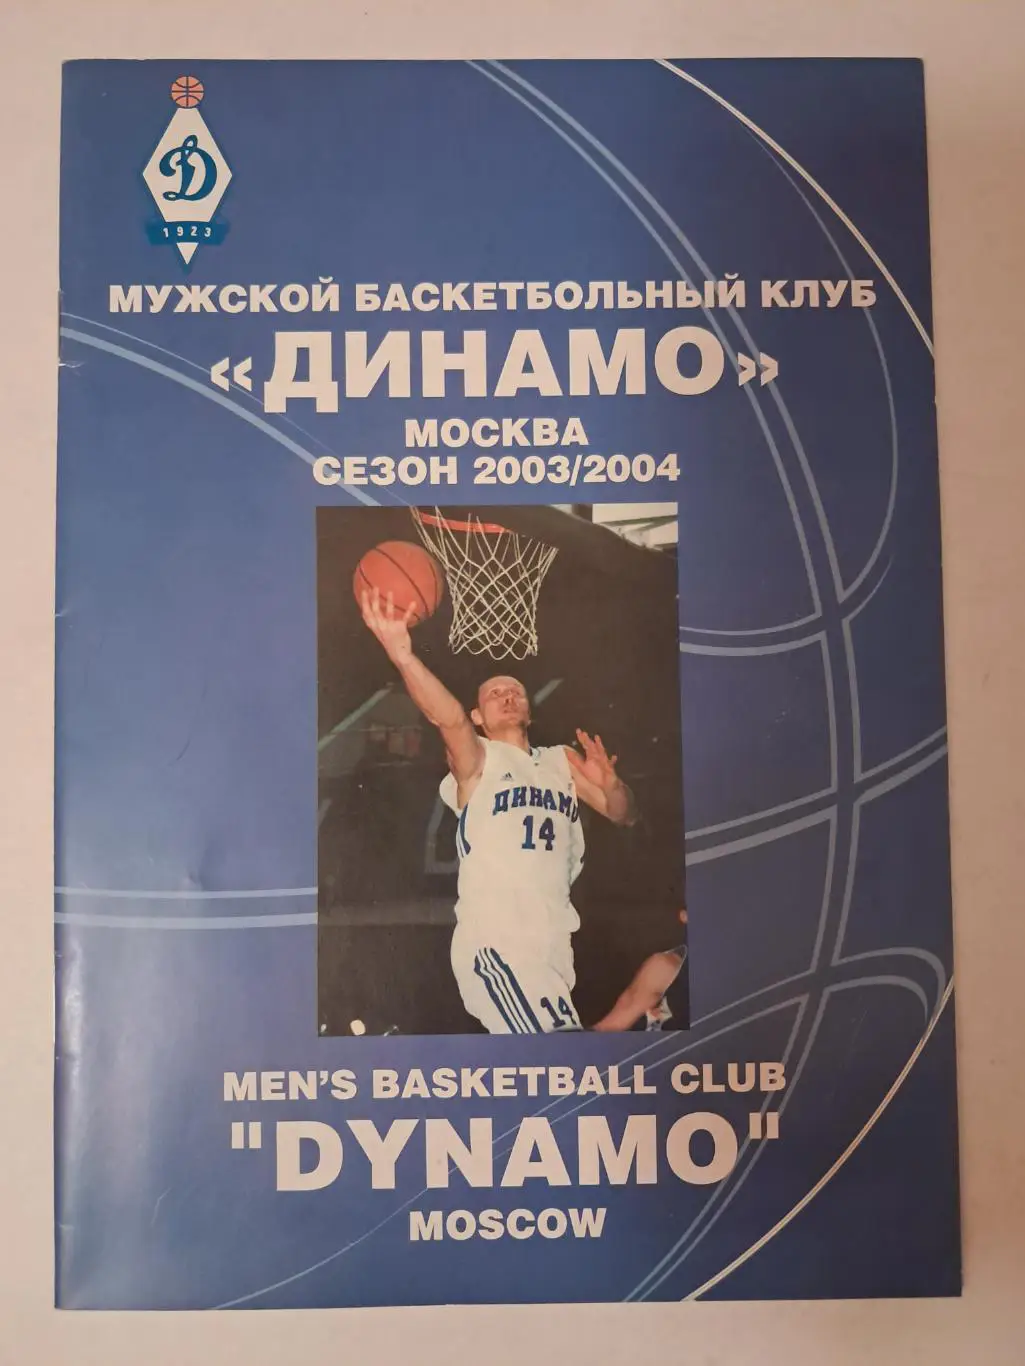 Д
1923
МУЖСКОЙ БАСКЕТБОЛЬНЫЙ КЛУБ
«ДИНАМО»
МОСКВА
СЕЗОН 2003/2004
ДИНАМО
14
14
MEN'S BASKETBALL CLUB
"DYNAMO"
MOSCOW